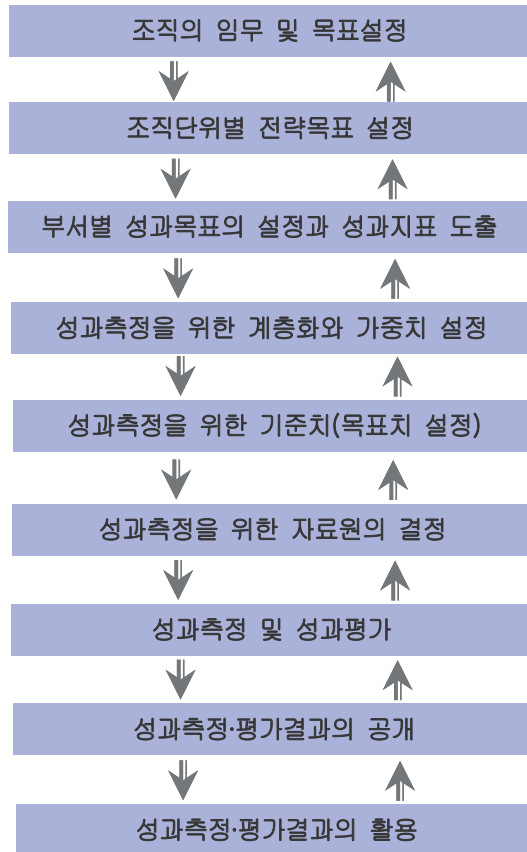 조직의 임무 및 목표설정
조직단위별 전략목표 설정
부서별 성과목표의 설정과 성과지표 도출
성과측정을 위한 계층화와 가중치 설정
성과측정을 위한 기준치(목표치 설정)
성과측정을 위한 자료원의 결정
성과측정 및 성과평가
성과측정·평가결과의 공개
성과측정·평가결과의 활용